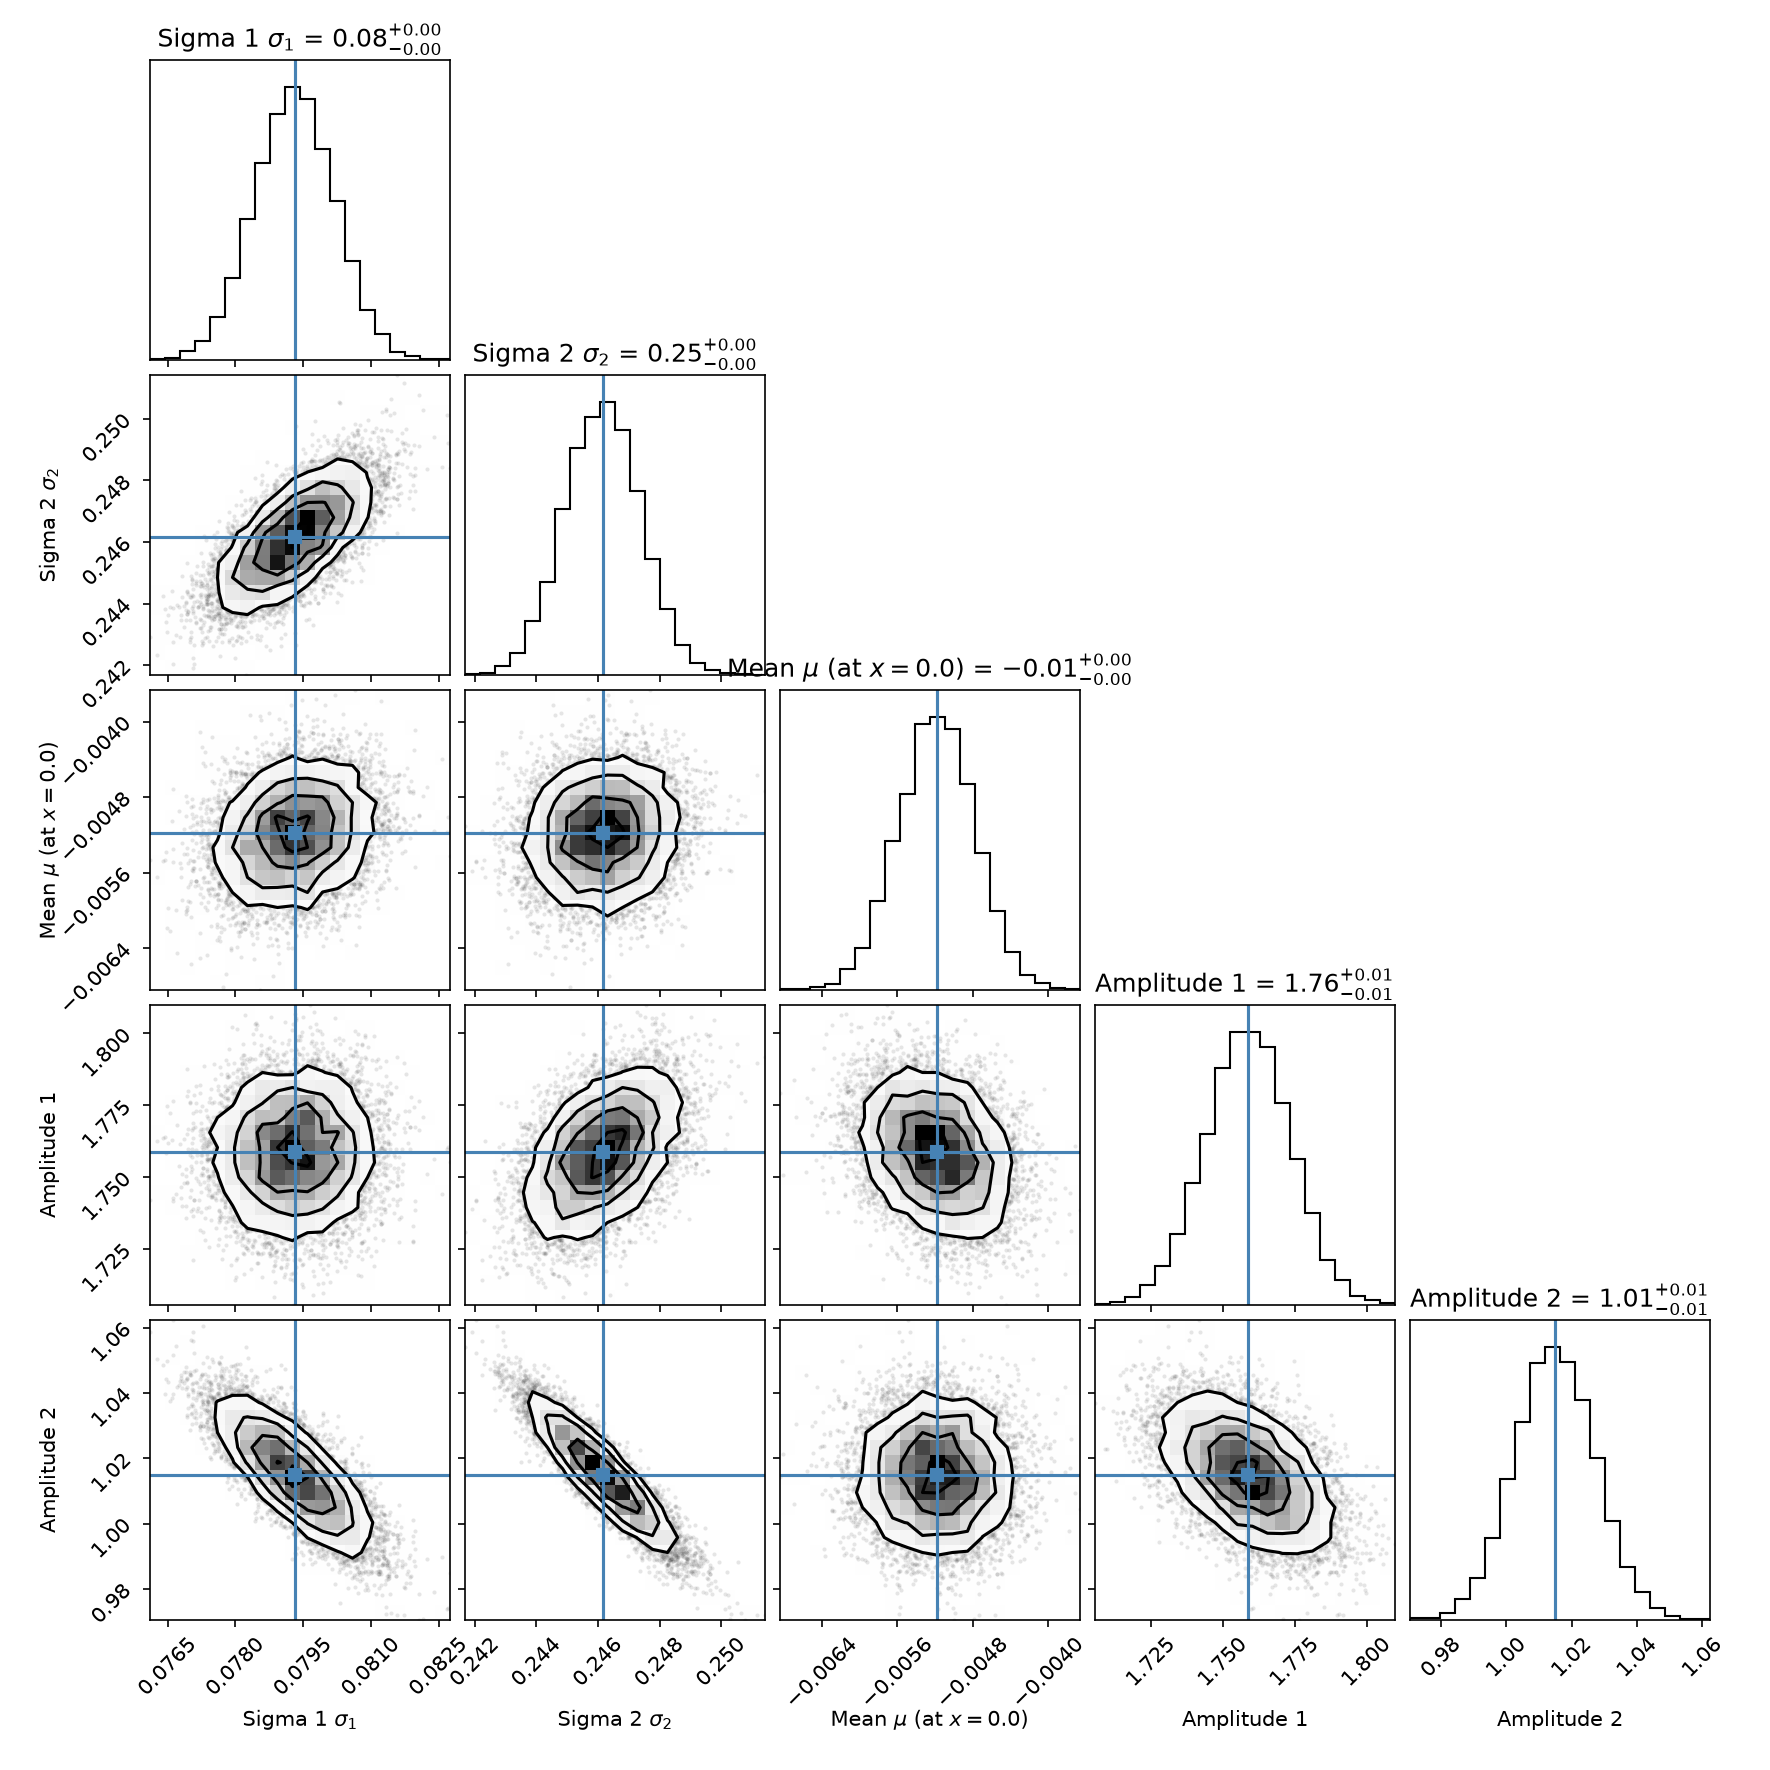 Sigma 1 σ₁ = 0.08 +0.00 −0.00
Sigma 2 σ₂ = 0.25 +0.00 −0.00
0.250
0.248
0.246
0.244
0.242
Sigma 2 σ₂
Mean μ (at x = 0.0) = −0.01 +0.00 −0.00
−0.0040
−0.0048
−0.0056
−0.0064
Mean μ (at x = 0.0)
Amplitude 1 = 1.76 +0.01 −0.01
1.800
1.775
1.750
1.725
Amplitude 1
Amplitude 2 = 1.01 +0.01 −0.01
1.06
1.04
1.02
1.00
0.98
Amplitude 2
0.0765 0.0780 0.0795 0.0810 0.0825 0.242 0.244 0.246 0.248 0.250 −0.0064 −0.0056 −0.0048 −0.0040 1.725 1.750 1.775 1.800 0.98 1.00 1.02 1.04 1.06
Sigma 1 σ₁ Sigma 2 σ₂ Mean μ (at x = 0.0) Amplitude 1 Amplitude 2